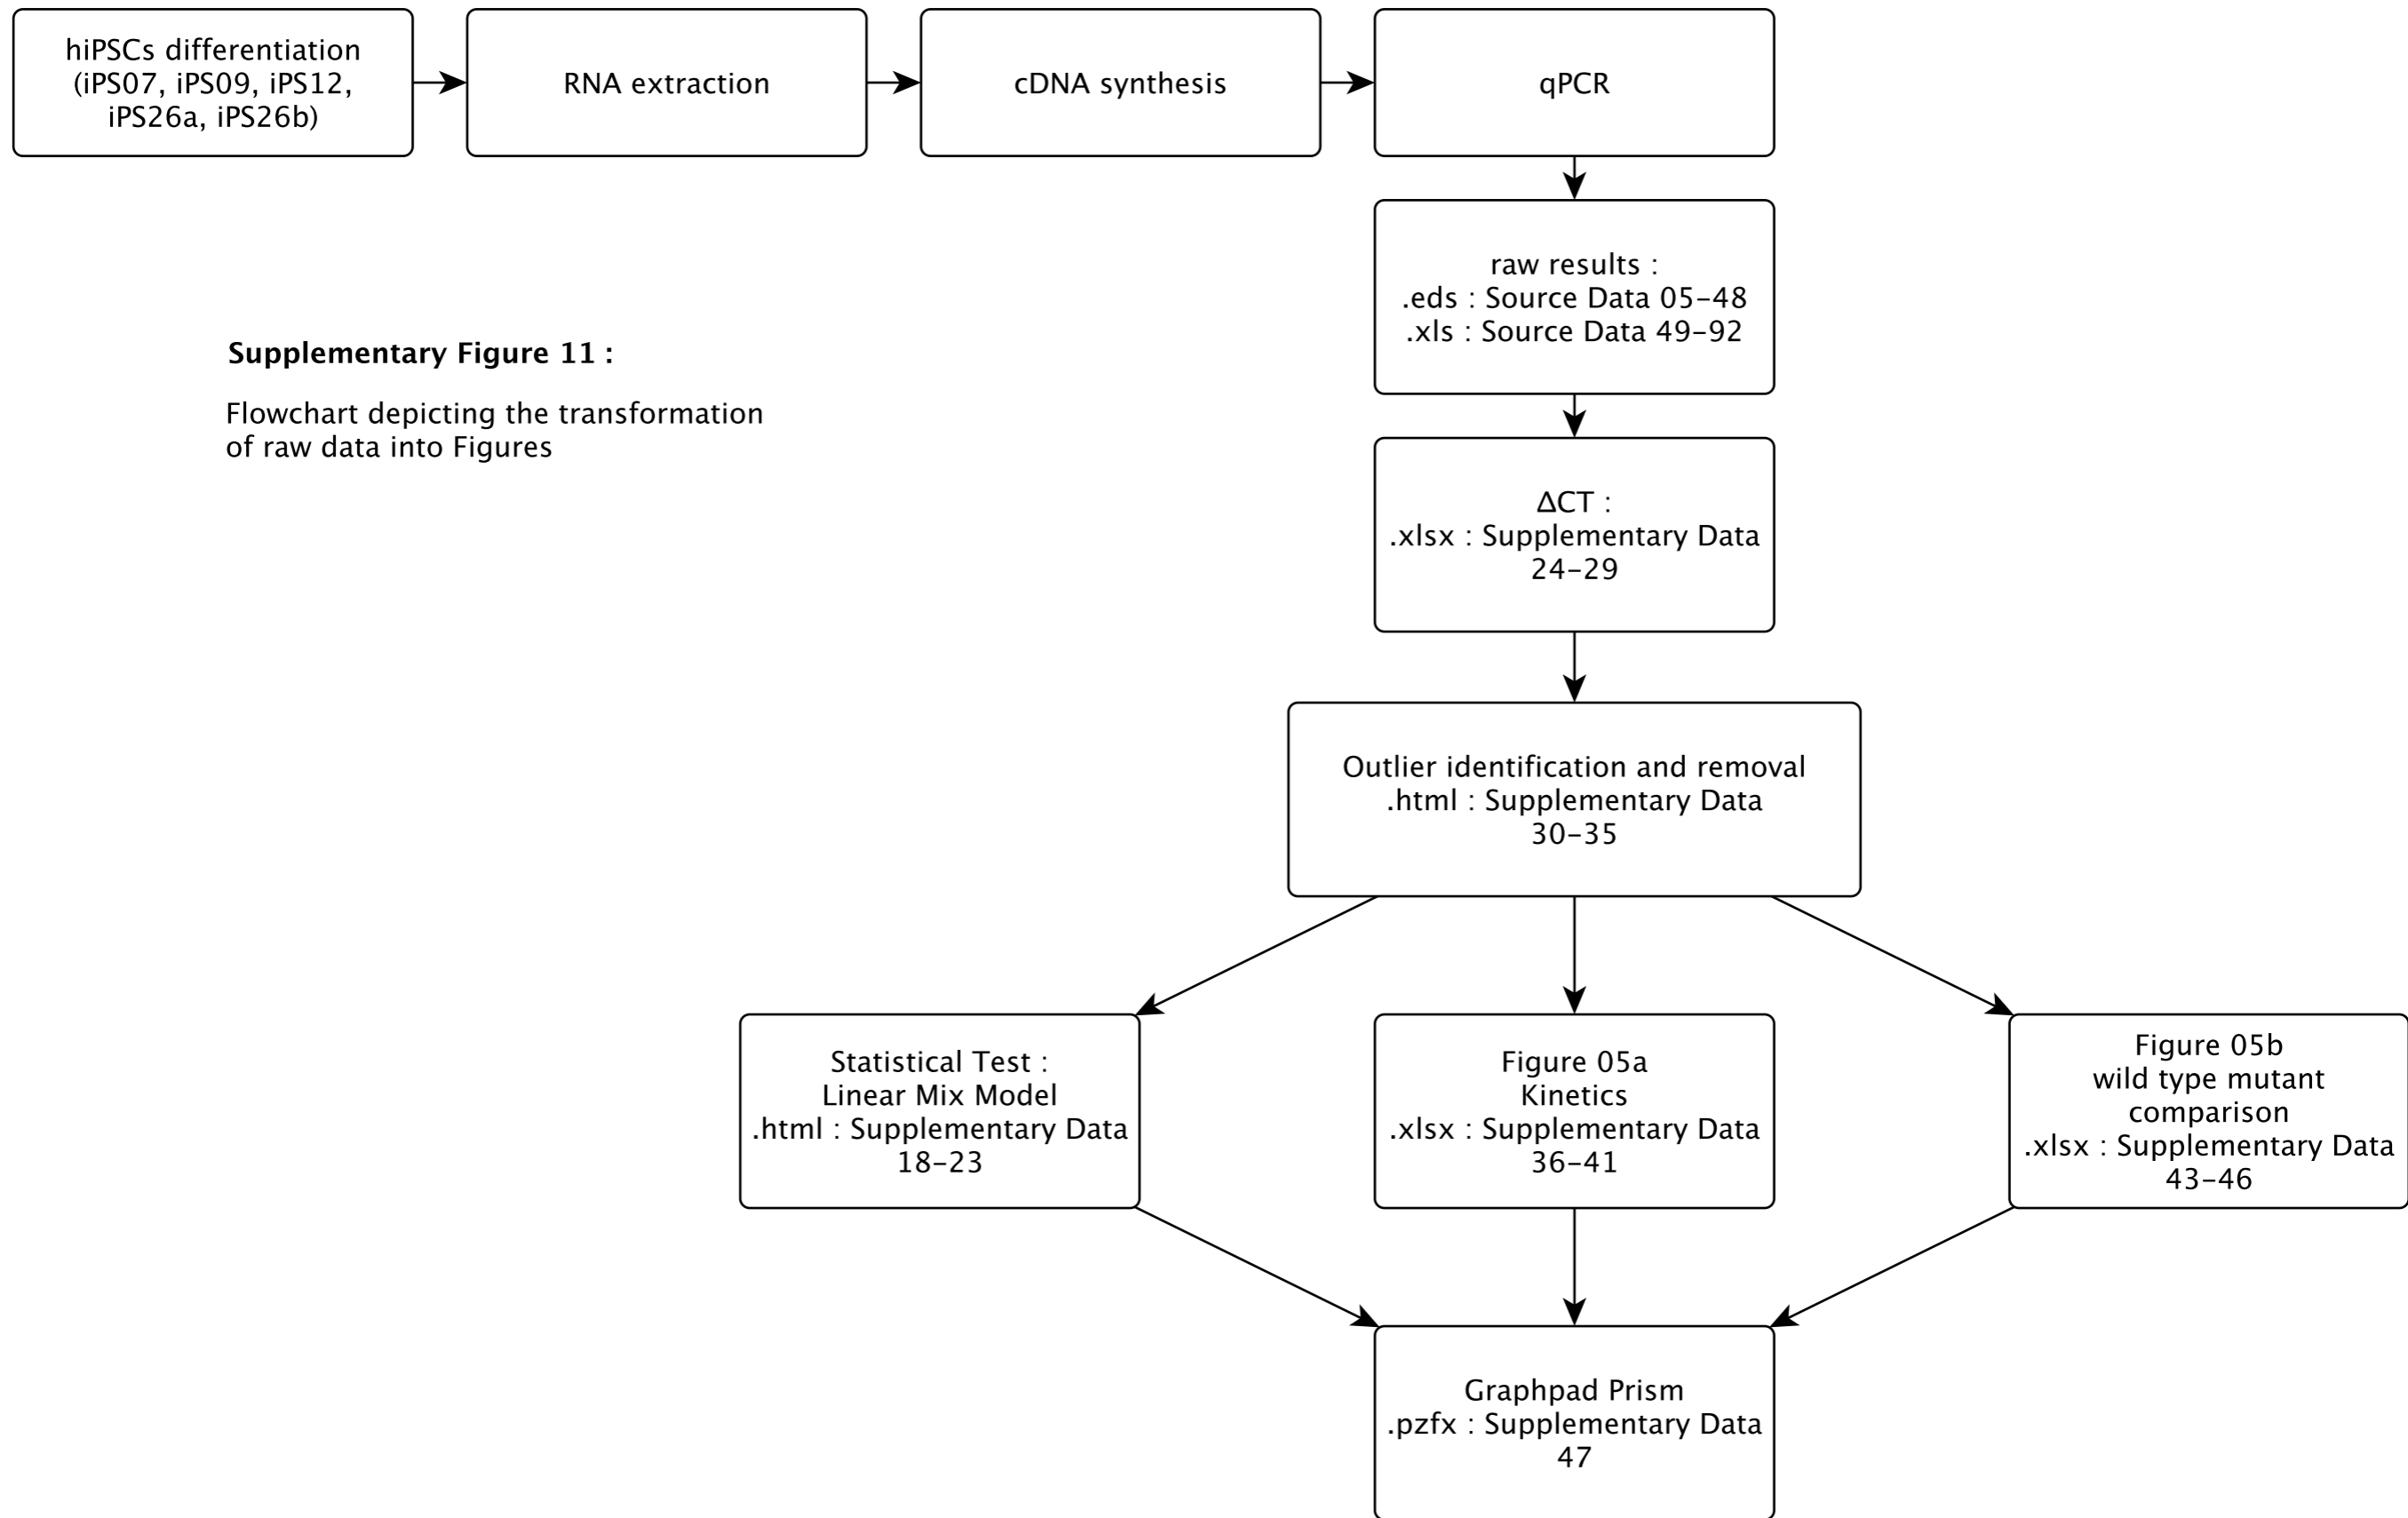 hiPSCs differentiation
(iPS07, iPS09, iPS12,
iPS26a, iPS26b)
RNA extraction
cDNA synthesis
qPCR
raw results :
.eds : Source Data 05–48
.xls : Source Data 49–92
Supplementary Figure 11 :
Flowchart depicting the transformation
of raw data into Figures
ΔCT :
.xlsx : Supplementary Data
24–29
Outlier identification and removal
.html : Supplementary Data
30–35
Statistical Test :
Linear Mix Model
.html : Supplementary Data
18–23
Figure 05a
Kinetics
.xlsx : Supplementary Data
36–41
Figure 05b
wild type mutant
comparison
.xlsx : Supplementary Data
43–46
Graphpad Prism
.pzfx : Supplementary Data
47